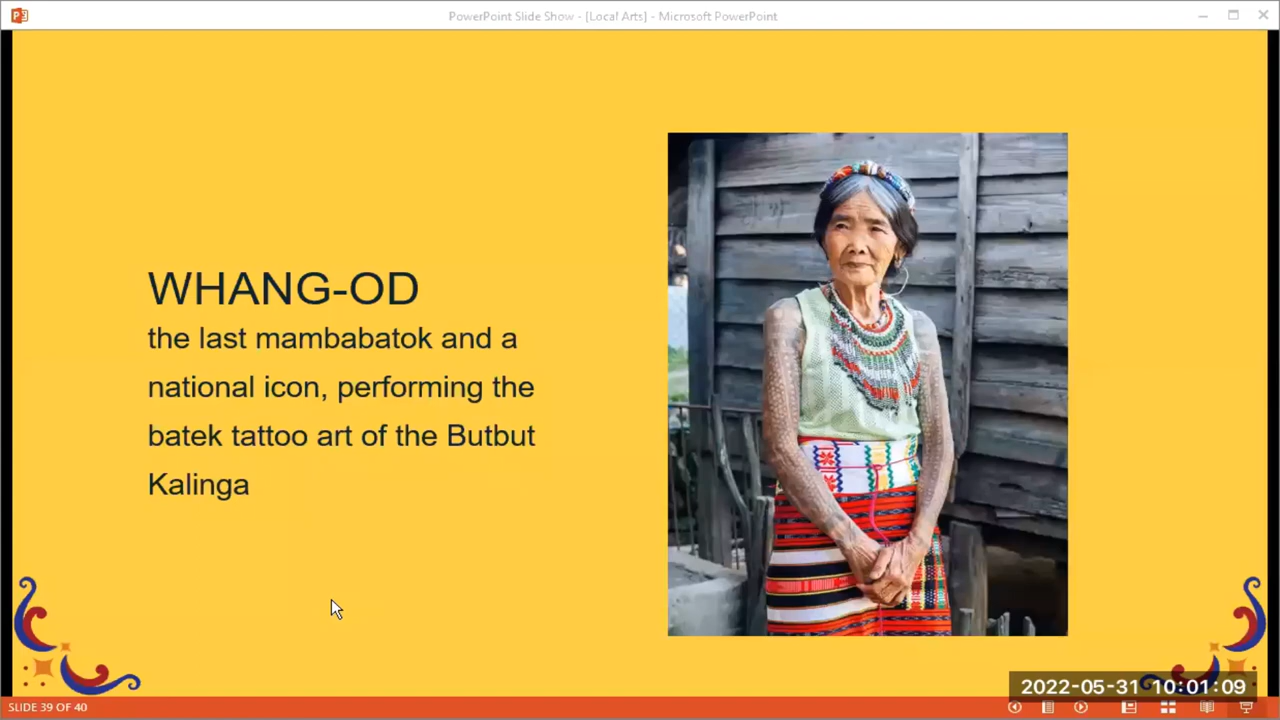 PowerPoint Slide Show - [Local Arts] - Microsoft PowerPoint
WHANG-OD
the last mambabatok and a
national icon, performing the
batek tattoo art of the Butbut
Kalinga
2022-05-31 10:01:09
SLIDE 39 OF 40